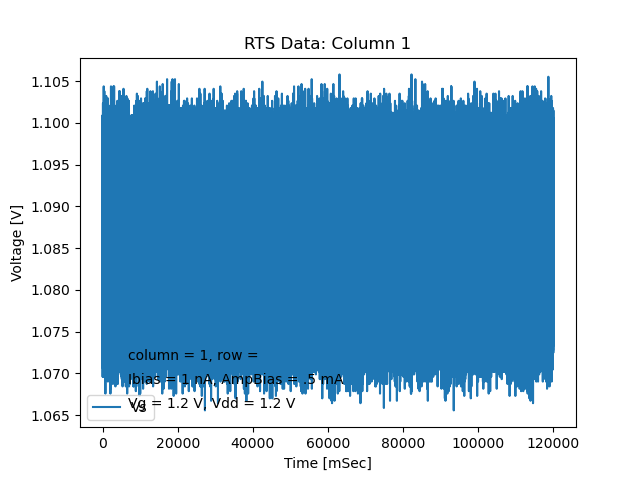 RTS Data: Column 1
Voltage [V]
1.105
1.100
1.095
1.090
1.085
1.080
1.075
1.070
1.065
column = 1, row =
Ibias = 1 nA, AmpBias = .5 mA
Vg = 1.2 V, Vdd = 1.2 V
Vs
0 20000 40000 60000 80000 100000 120000
Time [mSec]